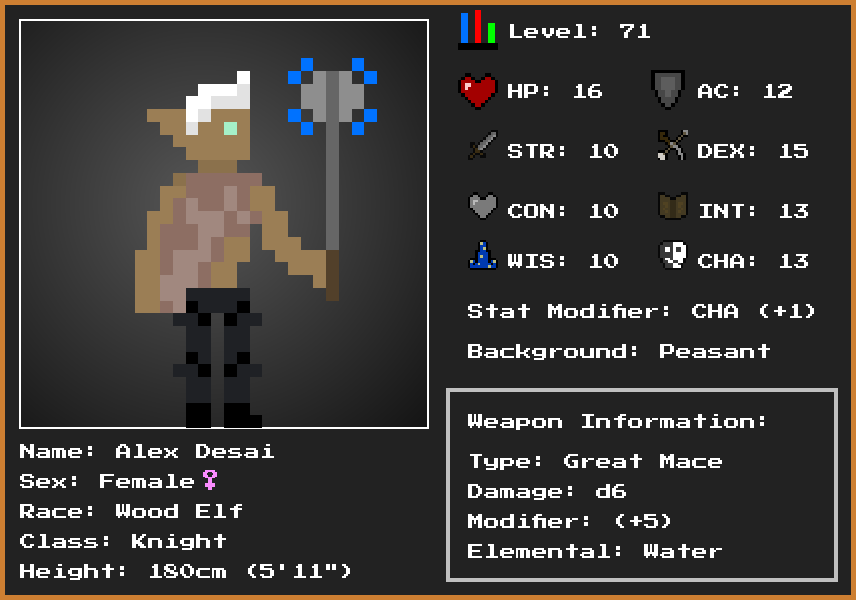 Level: 71
HP: 16 AC: 12
STR: 10 DEX: 15
CON: 10 INT: 13
WIS: 10 CHA: 13
Stat Modifier: CHA (+1)
Background: Peasant
Weapon Information:
Type: Great Mace
Damage: d6
Modifier: (+5)
Elemental: Water
Name: Alex Desai
Sex: Female♀
Race: Wood Elf
Class: Knight
Height: 180cm (5'11")